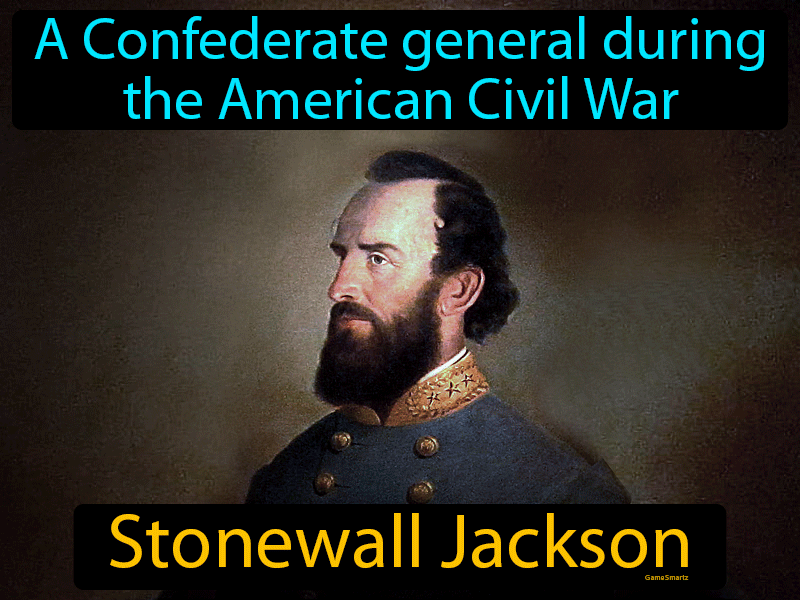 A Confederate general during
the American Civil War
Stonewall Jackson
GameSmartz